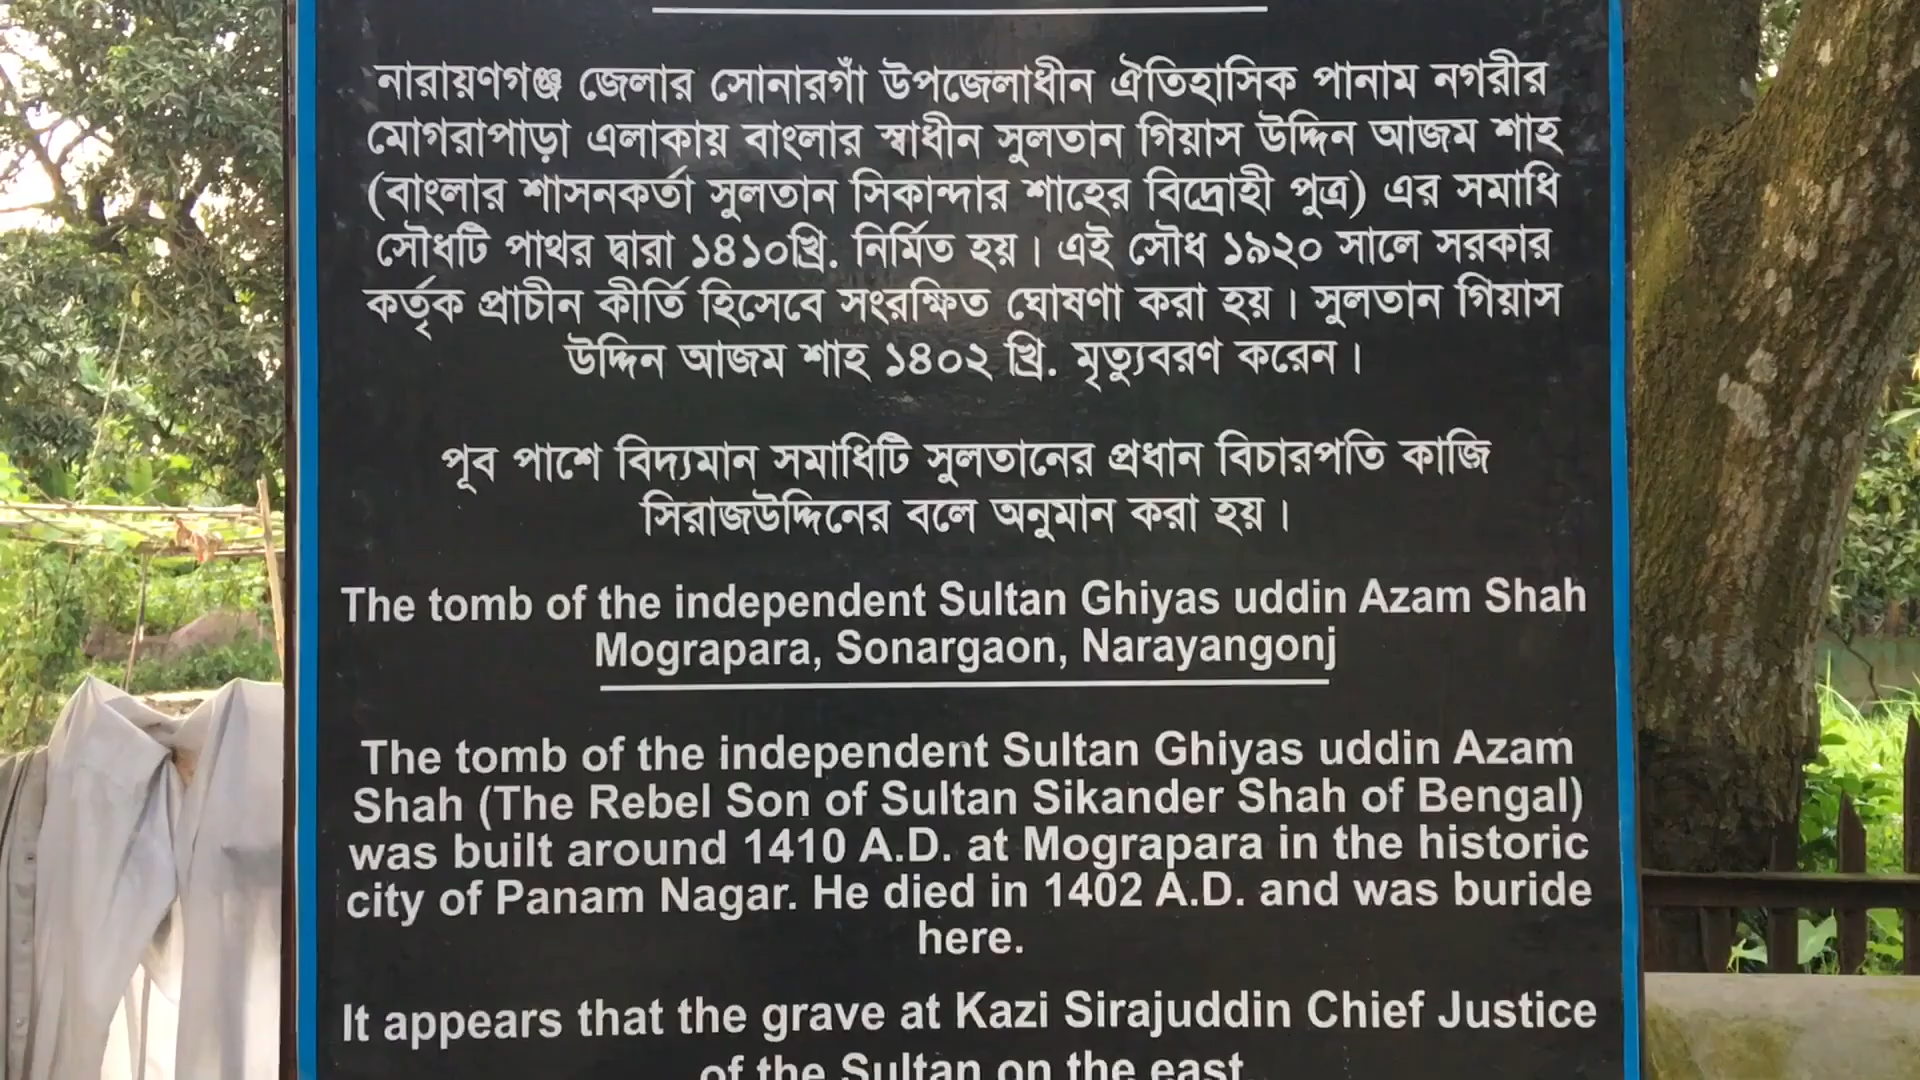 নারায়ণগঞ্জ জেলার সোনারগাঁ উপজেলাধীন ঐতিহাসিক পানাম নগরীর
মোগরাপাড়া এলাকায় বাংলার স্বাধীন সুলতান গিয়াস উদ্দিন আজম শাহ
(বাংলার শাসনকর্তা সুলতান সিকান্দার শাহের বিদ্রোহী পুত্র) এর সমাধি
সৌধটি পাথর দ্বারা ১৪১০খ্রি. নির্মিত হয়। এই সৌধ ১৯২০ সালে সরকার
কর্তৃক প্রাচীন কীর্তি হিসেবে সংরক্ষিত ঘোষণা করা হয়। সুলতান গিয়াস
উদ্দিন আজম শাহ ১৪০২ খ্রি. মৃত্যুবরণ করেন।
পূব পাশে বিদ্যমান সমাধিটি সুলতানের প্রধান বিচারপতি কাজি
সিরাজউদ্দিনের বলে অনুমান করা হয়।
The tomb of the independent Sultan Ghiyas uddin Azam Shah
Mograpara, Sonargaon, Narayangonj
The tomb of the independent Sultan Ghiyas uddin Azam
Shah (The Rebel Son of Sultan Sikander Shah of Bengal)
was built around 1410 A.D. at Mograpara in the historic
city of Panam Nagar. He died in 1402 A.D. and was buride
here.
It appears that the grave at Kazi Sirajuddin Chief Justice
of the Sultan on the east.